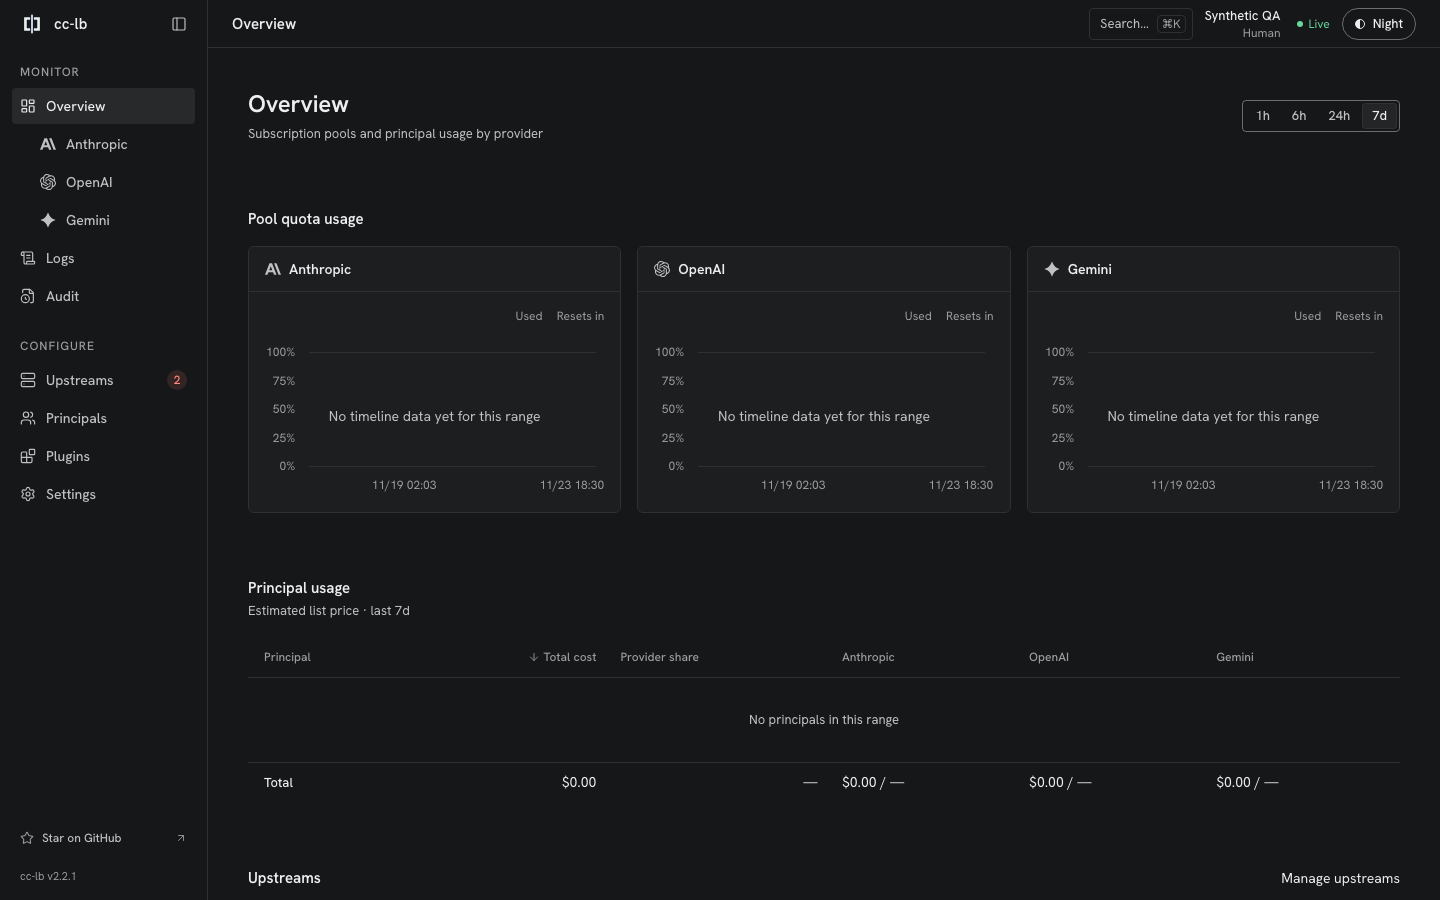 cc-lb
Overview
Search... ⌘K
Synthetic QA
Human
Live
Night
MONITOR
Overview
Anthropic
OpenAI
Gemini
Logs
Audit
CONFIGURE
Upstreams 2
Principals
Plugins
Settings
Star on GitHub
cc-lb v2.2.1
Overview
Subscription pools and principal usage by provider
1h 6h 24h 7d
Pool quota usage
Anthropic
Used Resets in
100%
75%
50%
25%
0%
No timeline data yet for this range
11/19 02:03 11/23 18:30
OpenAI
Used Resets in
100%
75%
50%
25%
0%
No timeline data yet for this range
11/19 02:03 11/23 18:30
Gemini
Used Resets in
100%
75%
50%
25%
0%
No timeline data yet for this range
11/19 02:03 11/23 18:30
Principal usage
Estimated list price · last 7d
Principal ↓ Total cost Provider share Anthropic OpenAI Gemini
No principals in this range
Total $0.00 — $0.00 / — $0.00 / — $0.00 / —
Upstreams
Manage upstreams